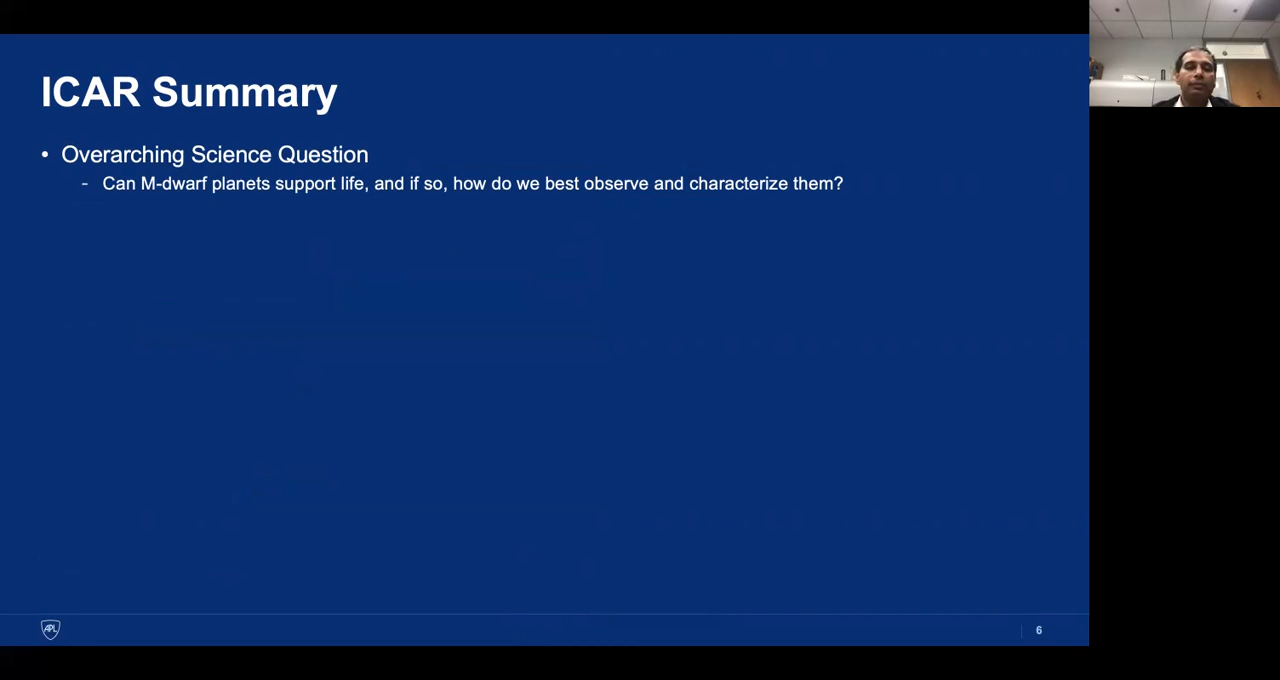 ICAR Summary
• Overarching Science Question
- Can M-dwarf planets support life, and if so, how do we best observe and characterize them?
APL
6